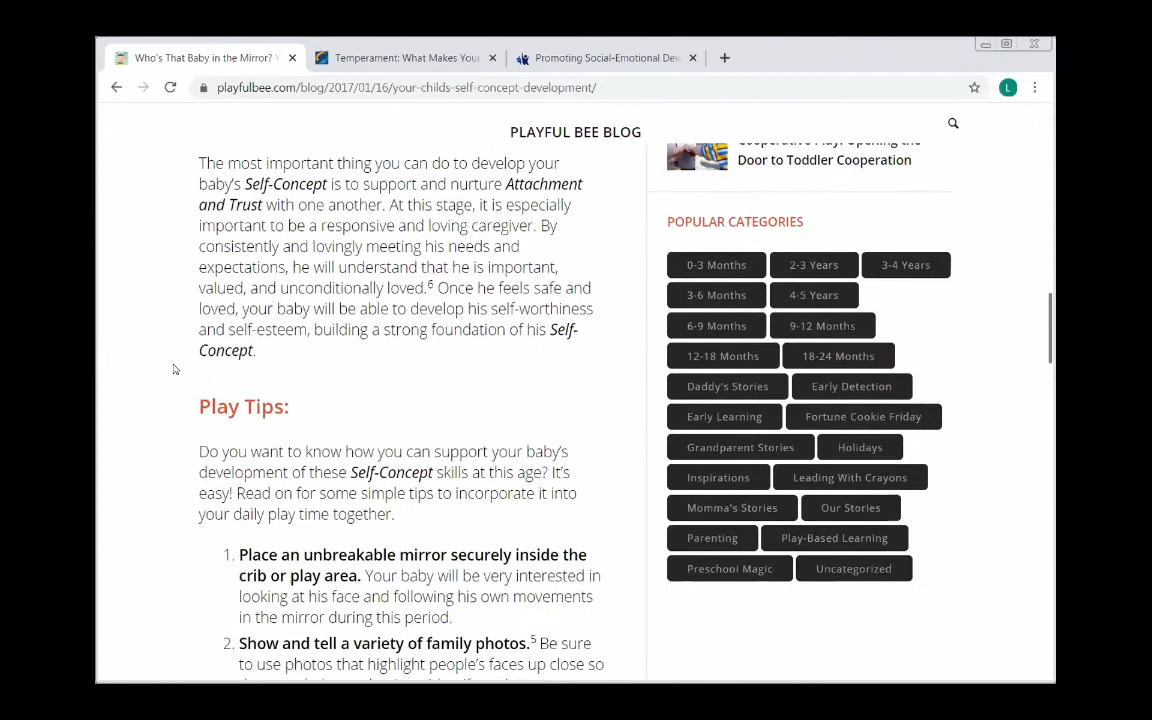 Who's That Baby in the Mirror? Y
Temperament: What Makes Your
Promoting Social-Emotional Dev
playfulbee.com/blog/2017/01/16/your-childs-self-concept-development/
L
PLAYFUL BEE BLOG
The most important thing you can do to develop your
baby's Self-Concept is to support and nurture Attachment
and Trust with one another. At this stage, it is especially
important to be a responsive and loving caregiver. By
consistently and lovingly meeting his needs and
expectations, he will understand that he is important,
valued, and unconditionally loved.6 Once he feels safe and
loved, your baby will be able to develop his self-worthiness
and self-esteem, building a strong foundation of his Self-
Concept.
Play Tips:
Do you want to know how you can support your baby's
development of these Self-Concept skills at this age? It's
easy! Read on for some simple tips to incorporate it into
your daily play time together.
1. Place an unbreakable mirror securely inside the
crib or play area. Your baby will be very interested in
looking at his face and following his own movements
in the mirror during this period.
2. Show and tell a variety of family photos.5 Be sure
to use photos that highlight people's faces up close so
Cooperative Play: Opening the
Door to Toddler Cooperation
POPULAR CATEGORIES
0-3 Months 2-3 Years 3-4 Years
3-6 Months 4-5 Years
6-9 Months 9-12 Months
12-18 Months 18-24 Months
Daddy's Stories Early Detection
Early Learning Fortune Cookie Friday
Grandparent Stories Holidays
Inspirations Leading With Crayons
Momma's Stories Our Stories
Parenting Play-Based Learning
Preschool Magic Uncategorized